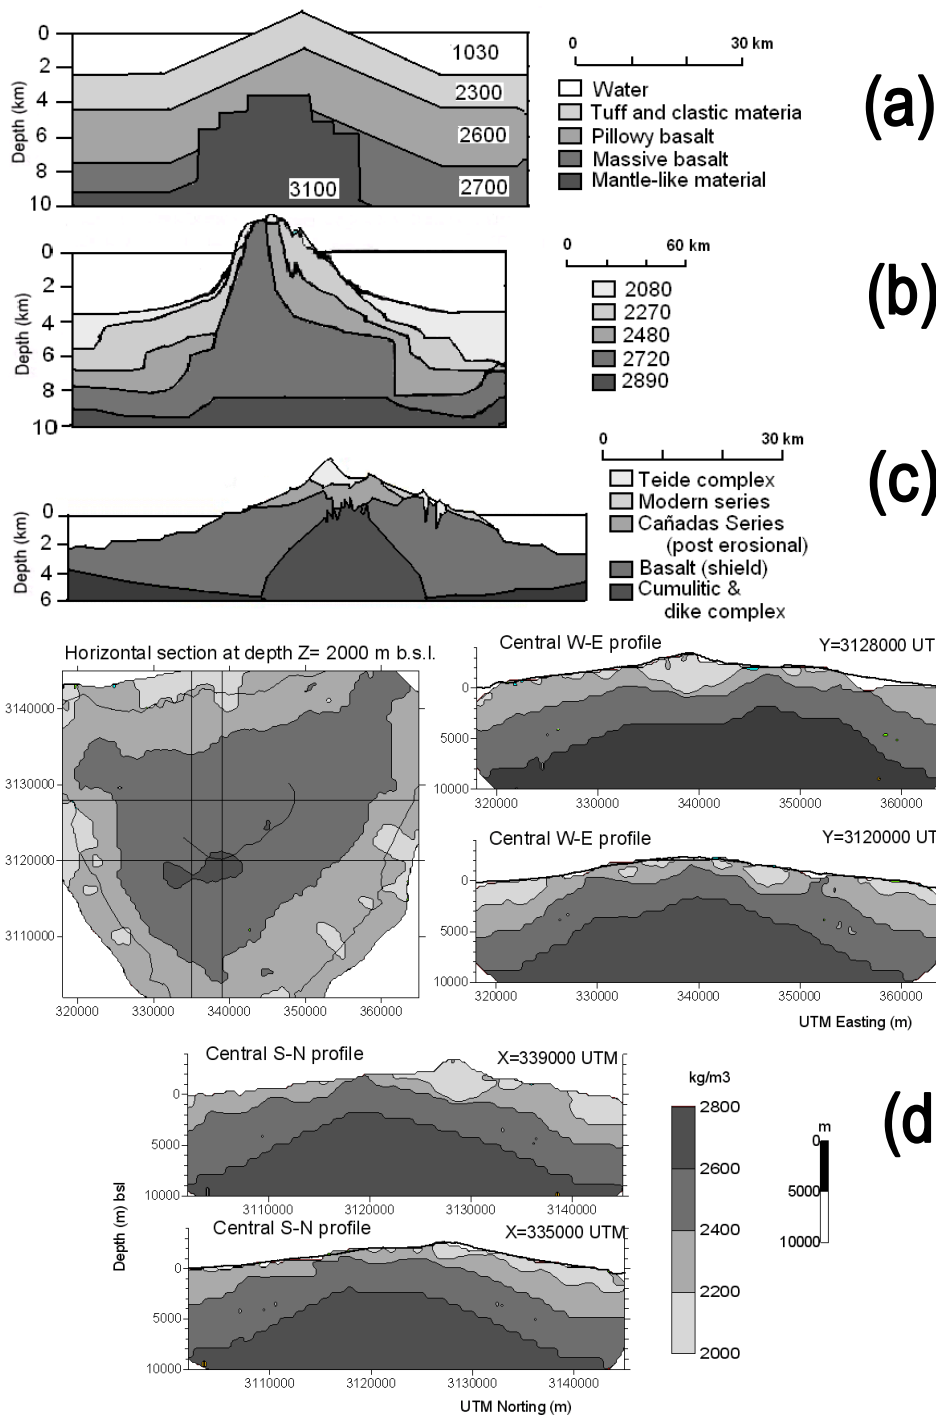 0
2
4
6
8
10
Depth (km)
1030
2300
2600
2700
3100
0 30 km
Water
Tuff and clastic materia
Pillowy basalt
Massive basalt
Mantle-like material
(a)
0
2
4
6
8
10
Depth (km)
0 60 km
2080
2270
2480
2720
2890
(b)
0
2
4
6
Depth (km)
0 30 km
Teide complex
Modern series
Cañadas Series
(post erosional)
Basalt (shield)
Cumulitic &
dike complex
(c)
Horizontal section at depth Z= 2000 m b.s.l.
3140000
3130000
3120000
3110000
320000 330000 340000 350000 360000
Central W-E profile Y=3128000 UT
0
5000
10000
320000 330000 340000 350000 360000
Central W-E profile Y=3120000 UT
0
5000
10000
320000 330000 340000 350000 360000
UTM Easting (m)
Central S-N profile X=339000 UTM
0
5000
10000
3110000 3120000 3130000 3140000
Central S-N profile X=335000 UTM
0
5000
10000
3110000 3120000 3130000 3140000
UTM Norting (m)
Depth (m) bsl
kg/m3
2800
2600
2400
2200
2000
m
0
5000
10000
(d